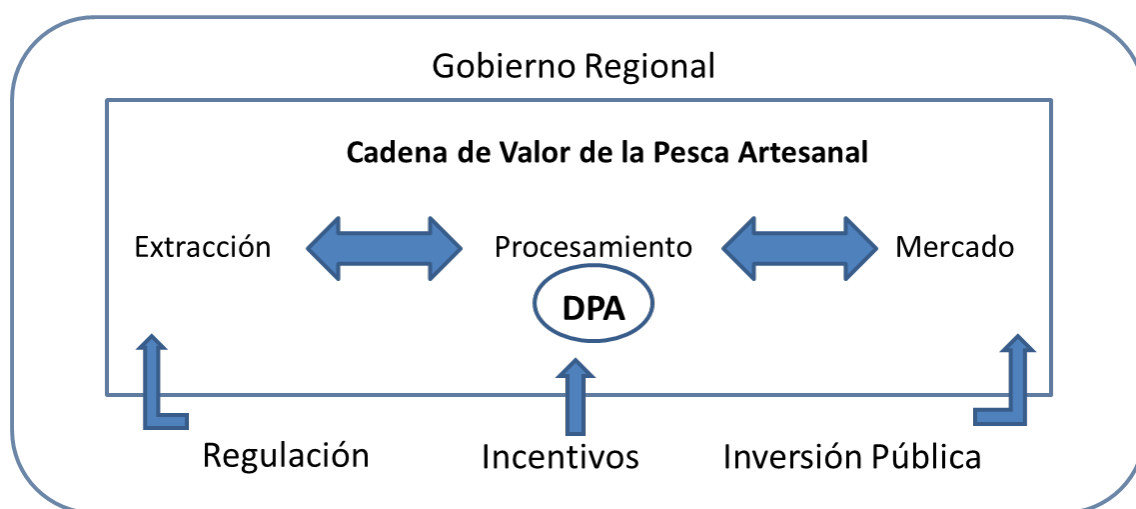 Gobierno Regional
Cadena de Valor de la Pesca Artesanal
Extracción
Procesamiento
Mercado
DPA
Regulación
Incentivos
Inversión Pública